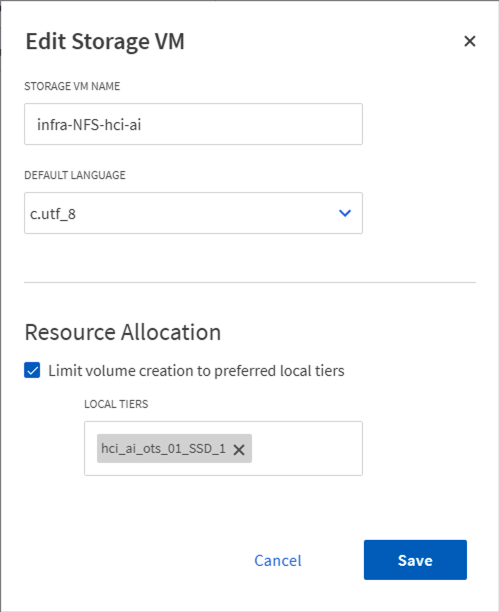 Edit Storage VM
STORAGE VM NAME
infra-NFS-hci-ai
DEFAULT LANGUAGE
c.utf_8
Resource Allocation
Limit volume creation to preferred local tiers
LOCAL TIERS
hci_ai_ots_01_SSD_1
Cancel
Save